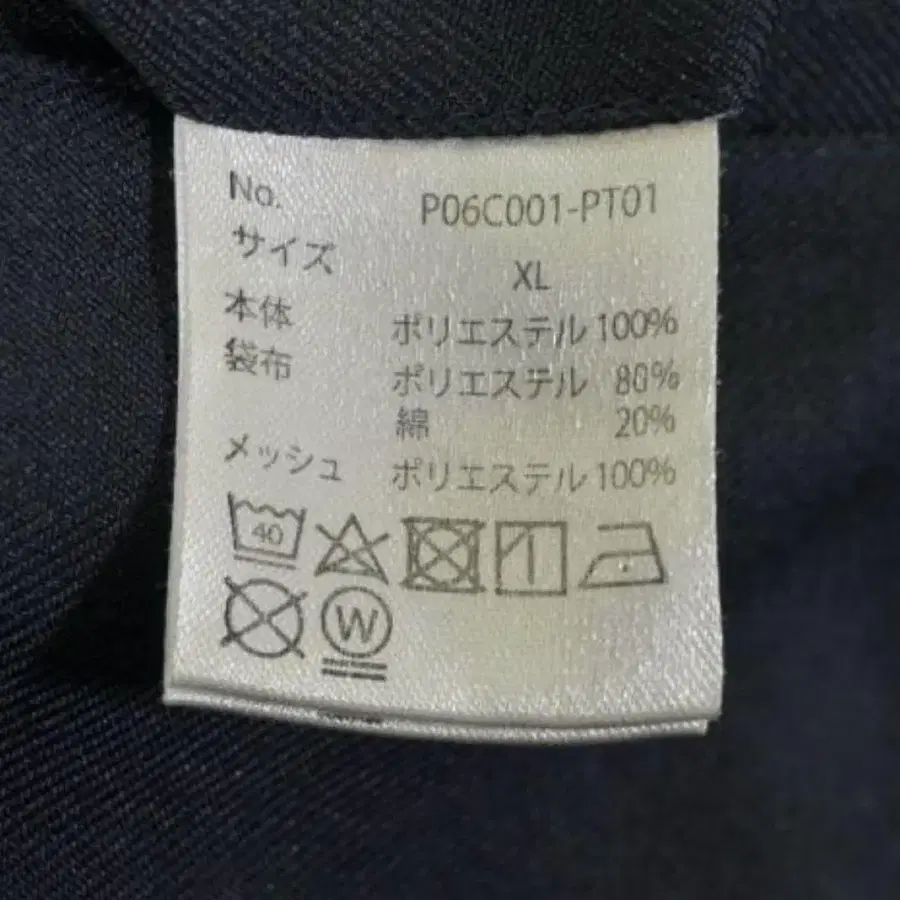 No. P06C001-PT01
サイズ XL
本体 ポリエステル 100%
袋布 ポリエステル 80%
綿 20%
メッシュ ポリエステル 100%
40
W